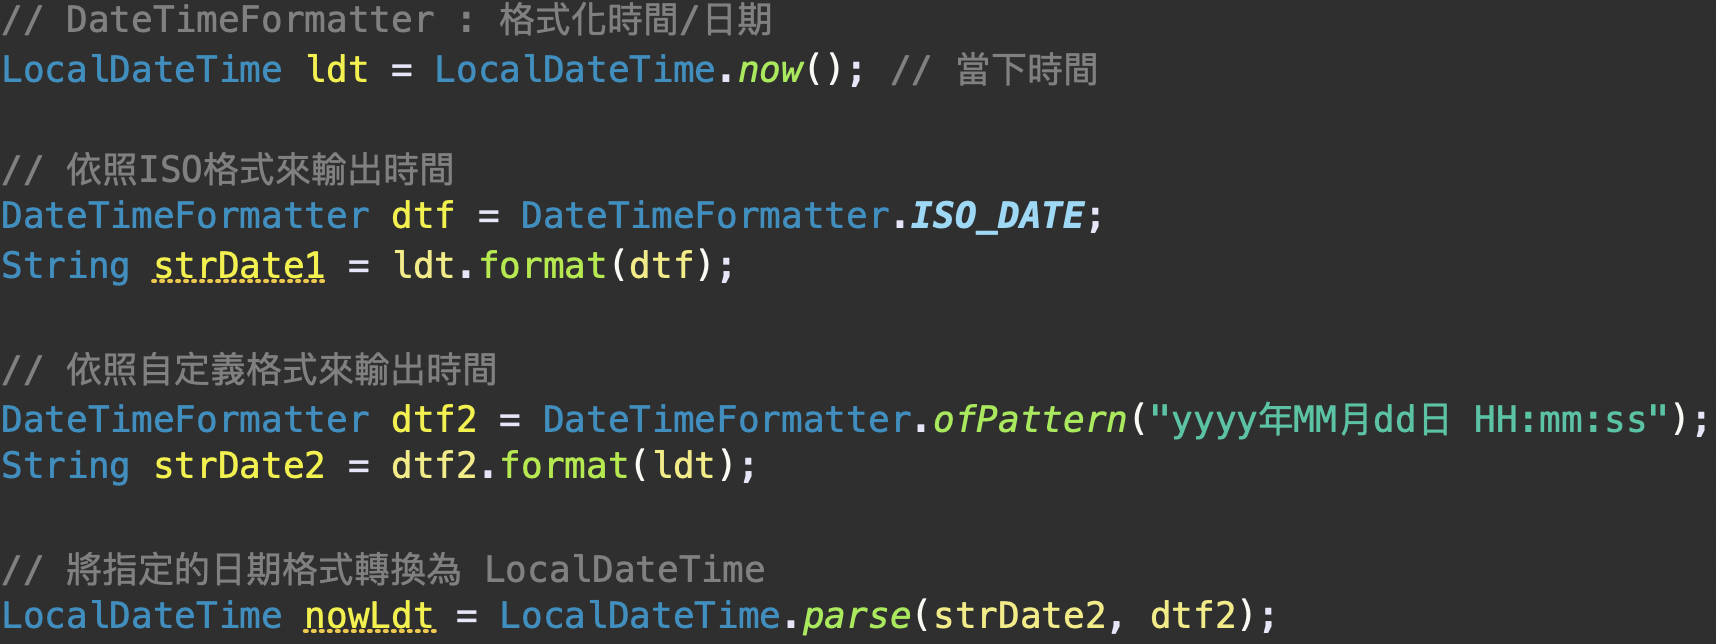 // DateTimeFormatter : 格式化時間/日期
LocalDateTime ldt = LocalDateTime.now(); // 當下時間
// 依照ISO格式來輸出時間
DateTimeFormatter dtf = DateTimeFormatter.ISO_DATE;
String strDate1 = ldt.format(dtf);
// 依照自定義格式來輸出時間
DateTimeFormatter dtf2 = DateTimeFormatter.ofPattern("yyyy年MM月dd日 HH:mm:ss");
String strDate2 = dtf2.format(ldt);
// 將指定的日期格式轉換為 LocalDateTime
LocalDateTime nowLdt = LocalDateTime.parse(strDate2, dtf2);